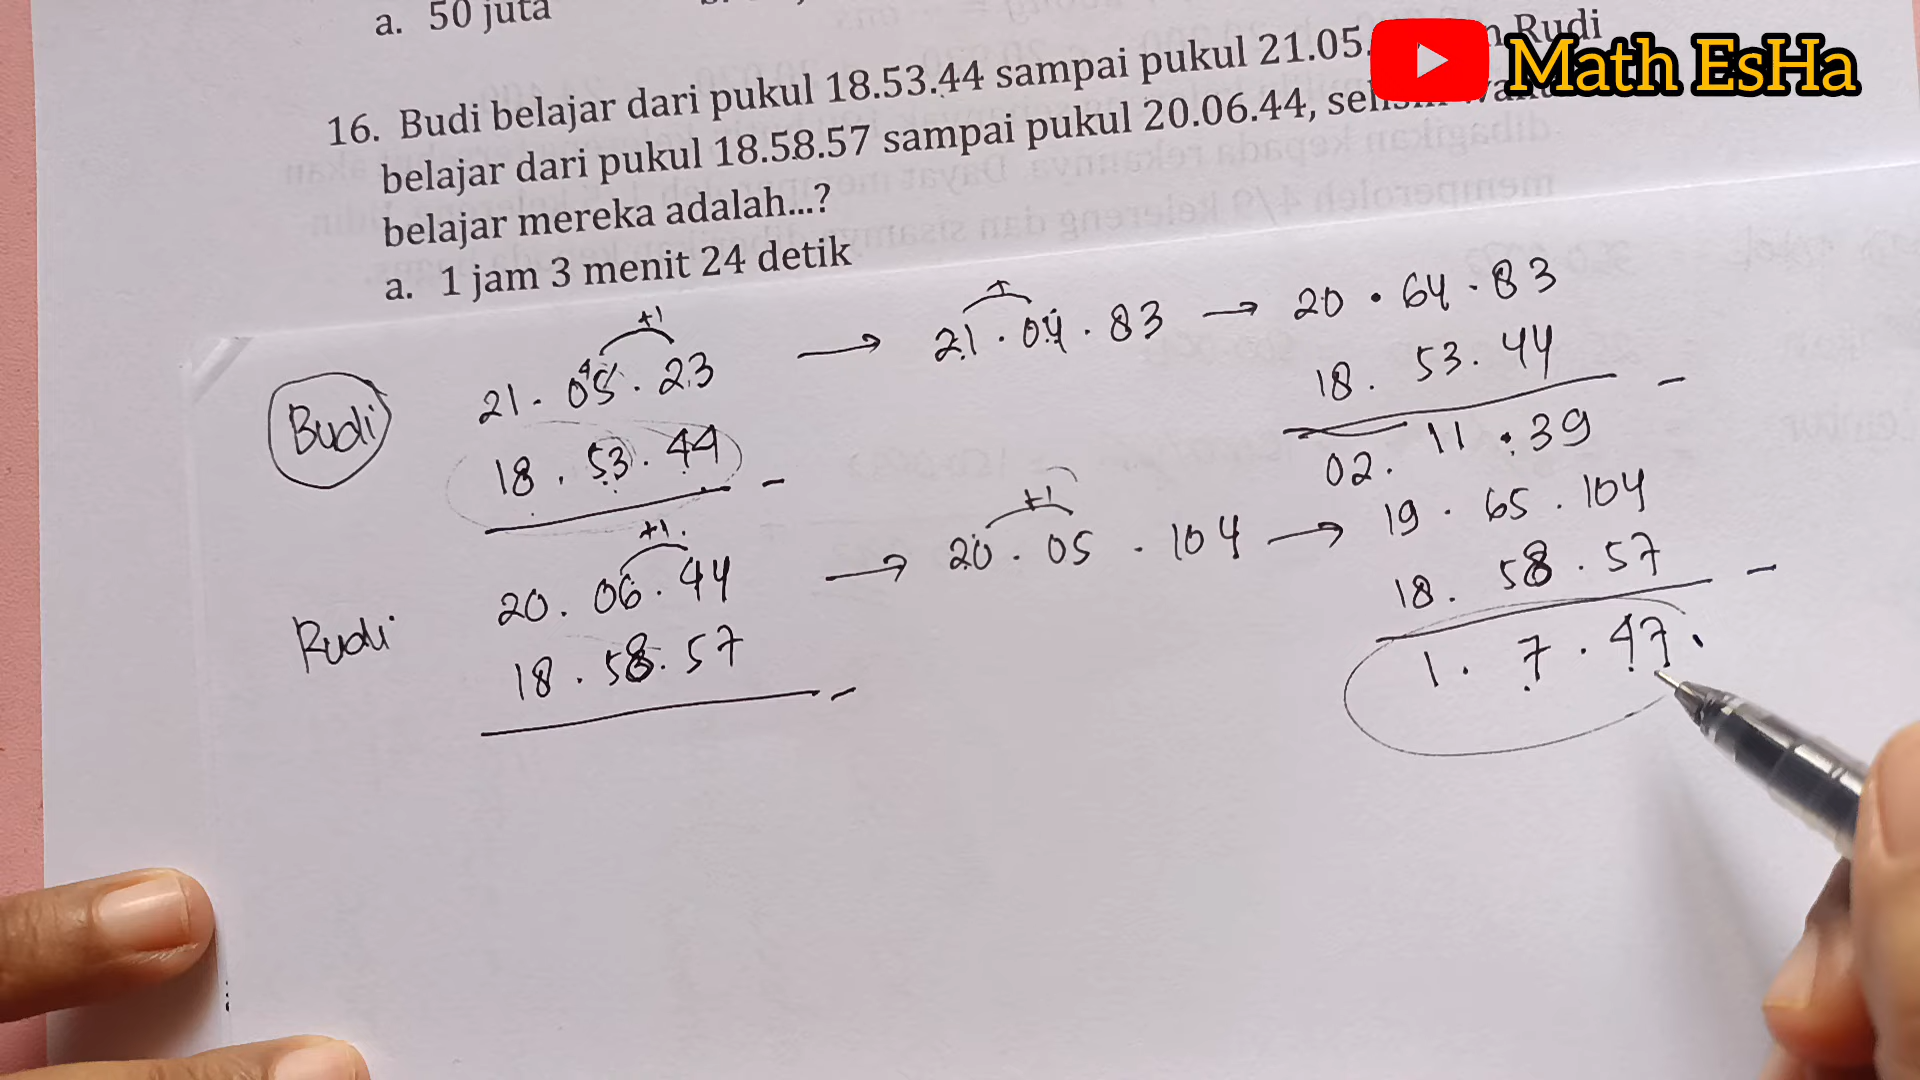 a. 50 juta
Math EsHa
16. Budi belajar dari pukul 18.53.44 sampai pukul 21.05. Rudi
belajar dari pukul 18.58.57 sampai pukul 20.06.44,
belajar mereka adalah...?
a. 1 jam 3 menit 24 detik
Budi
+1
21 . 05 . 23
4
18 . 53 . 44 -
→ 21 . 04 . 83
→ 20 . 64 . 83
18 . 53 . 44 -
02 . 11 . 39
Rudi
+1.
20 . 06 . 44
18 . 58 . 57 -
+1
→ 20 . 05 . 104
→ 19 . 65 . 104
18 . 58 . 57 -
1 . 7 . 47 .